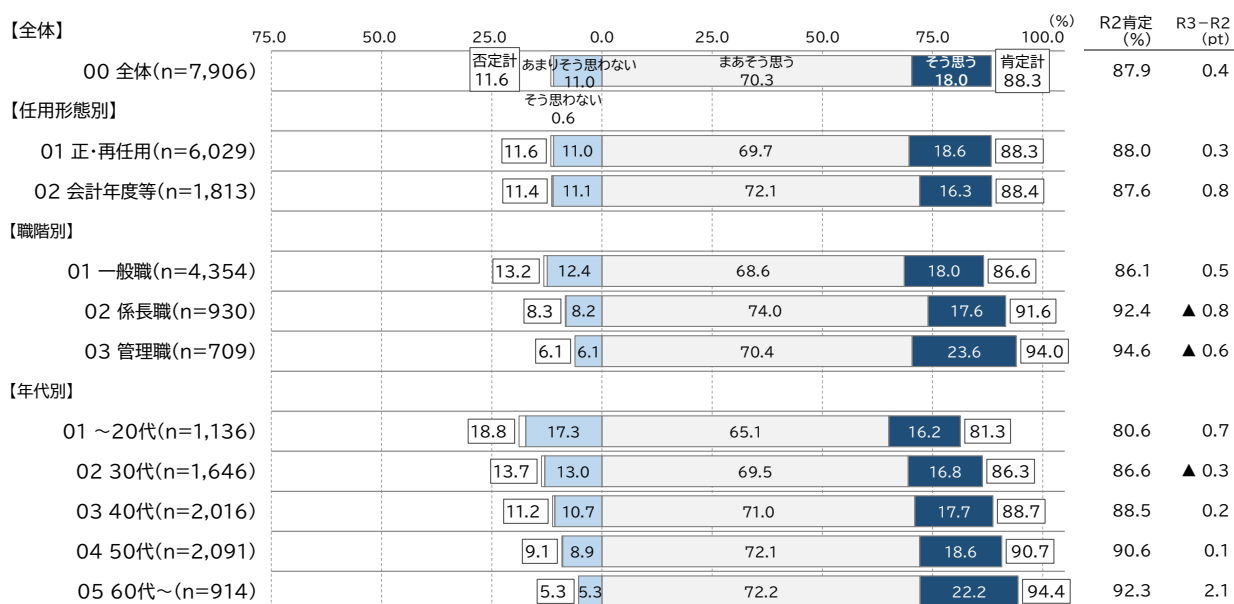 【全体】
(%)
R2肯定
(%)
R3－R2
(pt)
75.0 50.0 25.0 0.0 25.0 50.0 75.0 100.0
00 全体(n=7,906) 否定計 11.6 あまりそう思わない 11.0 まあそう思う 70.3 そう思う 18.0 肯定計 88.3 87.9 0.4
そう思わない
0.6
【任用形態別】
01 正・再任用(n=6,029) 11.6 11.0 69.7 18.6 88.3 88.0 0.3
02 会計年度等(n=1,813) 11.4 11.1 72.1 16.3 88.4 87.6 0.8
【職階別】
01 一般職(n=4,354) 13.2 12.4 68.6 18.0 86.6 86.1 0.5
02 係長職(n=930) 8.3 8.2 74.0 17.6 91.6 92.4 ▲ 0.8
03 管理職(n=709) 6.1 6.1 70.4 23.6 94.0 94.6 ▲ 0.6
【年代別】
01 ～20代(n=1,136) 18.8 17.3 65.1 16.2 81.3 80.6 0.7
02 30代(n=1,646) 13.7 13.0 69.5 16.8 86.3 86.6 ▲ 0.3
03 40代(n=2,016) 11.2 10.7 71.0 17.7 88.7 88.5 0.2
04 50代(n=2,091) 9.1 8.9 72.1 18.6 90.7 90.6 0.1
05 60代～(n=914) 5.3 5.3 72.2 22.2 94.4 92.3 2.1